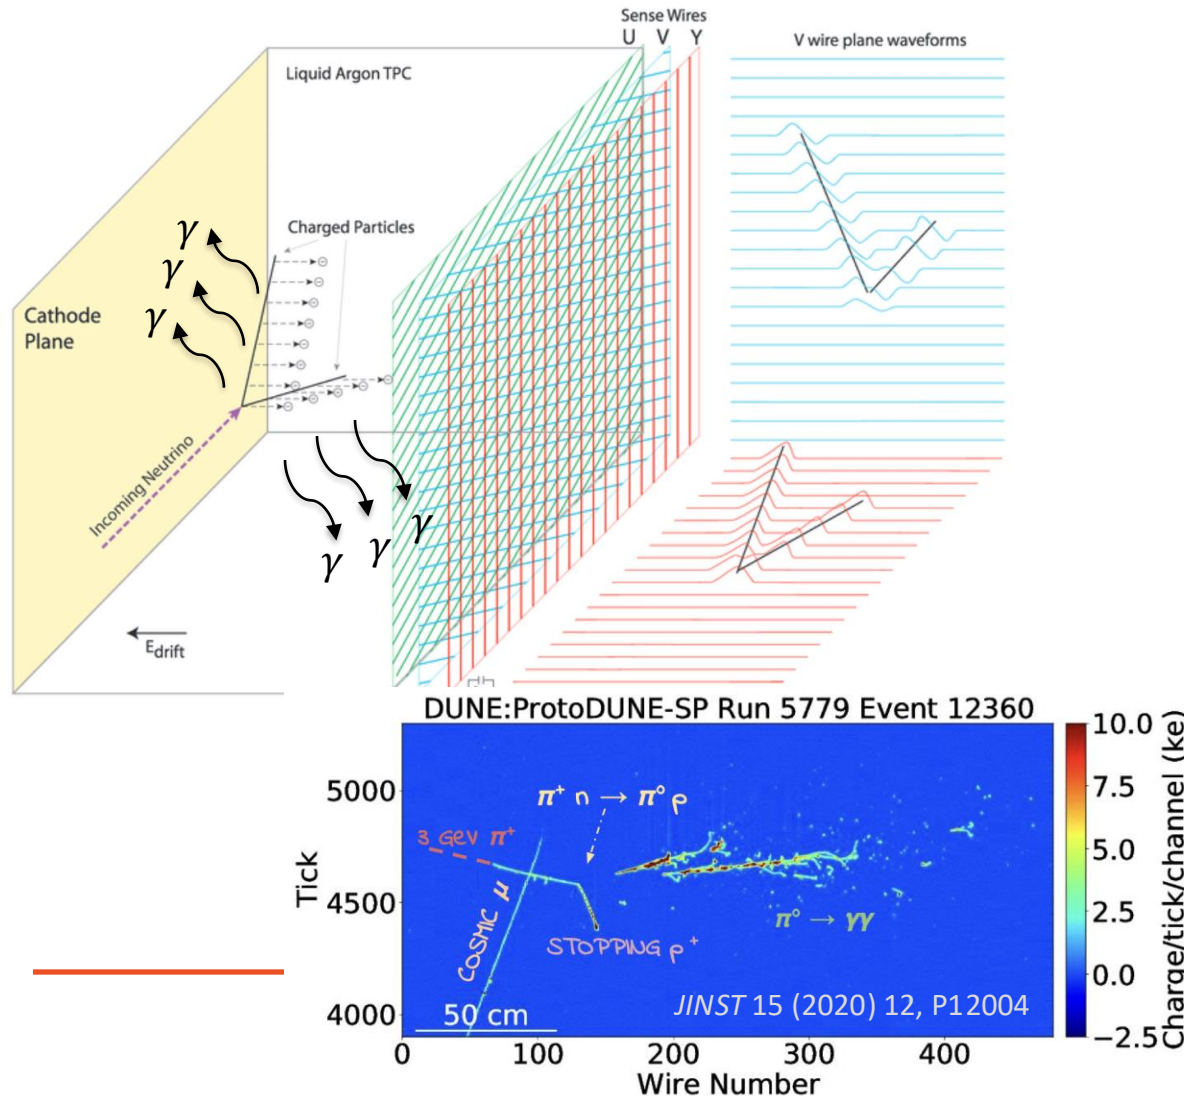 Sense Wires
U V Y
V wire plane waveforms
Liquid Argon TPC
Charged Particles
γ
γ
γ
Cathode
Plane
Incoming Neutrino
γ
γ
γ
E_drift
DUNE:ProtoDUNE-SP Run 5779 Event 12360
π⁺ n → π⁰ p
3 GeV π⁺
COSMIC μ
STOPPING p⁺
π⁰ → γγ
JINST 15 (2020) 12, P12004
50 cm
Tick
5000
4500
4000
0 100 200 300 400
Wire Number
10.0
7.5
5.0
2.5
0.0
−2.5
Charge/tick/channel (ke)